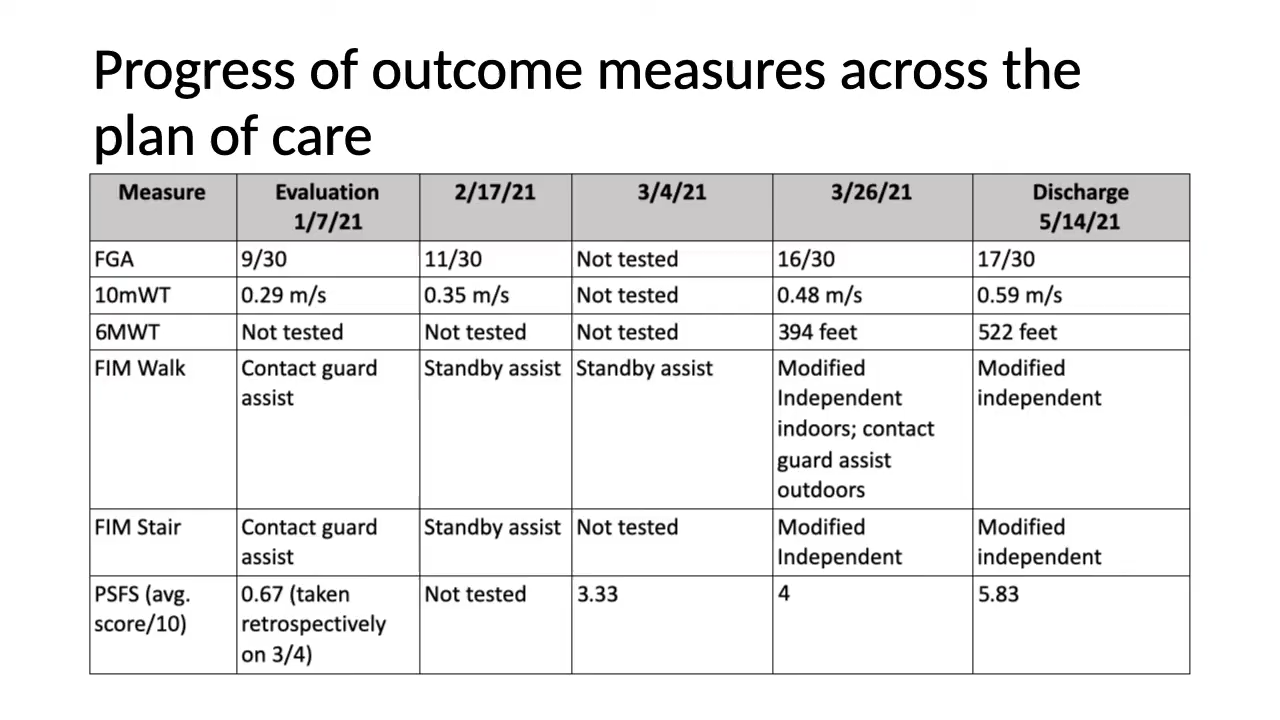 Progress of outcome measures across the
plan of care
Measure
Evaluation
1/7/21
2/17/21
3/4/21
3/26/21
Discharge
5/14/21
FGA
9/30
11/30
Not tested
16/30
17/30
10mWT
0.29 m/s
0.35 m/s
Not tested
0.48 m/s
0.59 m/s
6MWT
Not tested
Not tested
Not tested
394 feet
522 feet
FIM Walk
Contact guard
assist
Standby assist
Standby assist
Modified
Independent
indoors; contact
guard assist
outdoors
Modified
independent
FIM Stair
Contact guard
assist
Standby assist
Not tested
Modified
Independent
Modified
independent
PSFS (avg.
score/10)
0.67 (taken
retrospectively
on 3/4)
Not tested
3.33
4
5.83